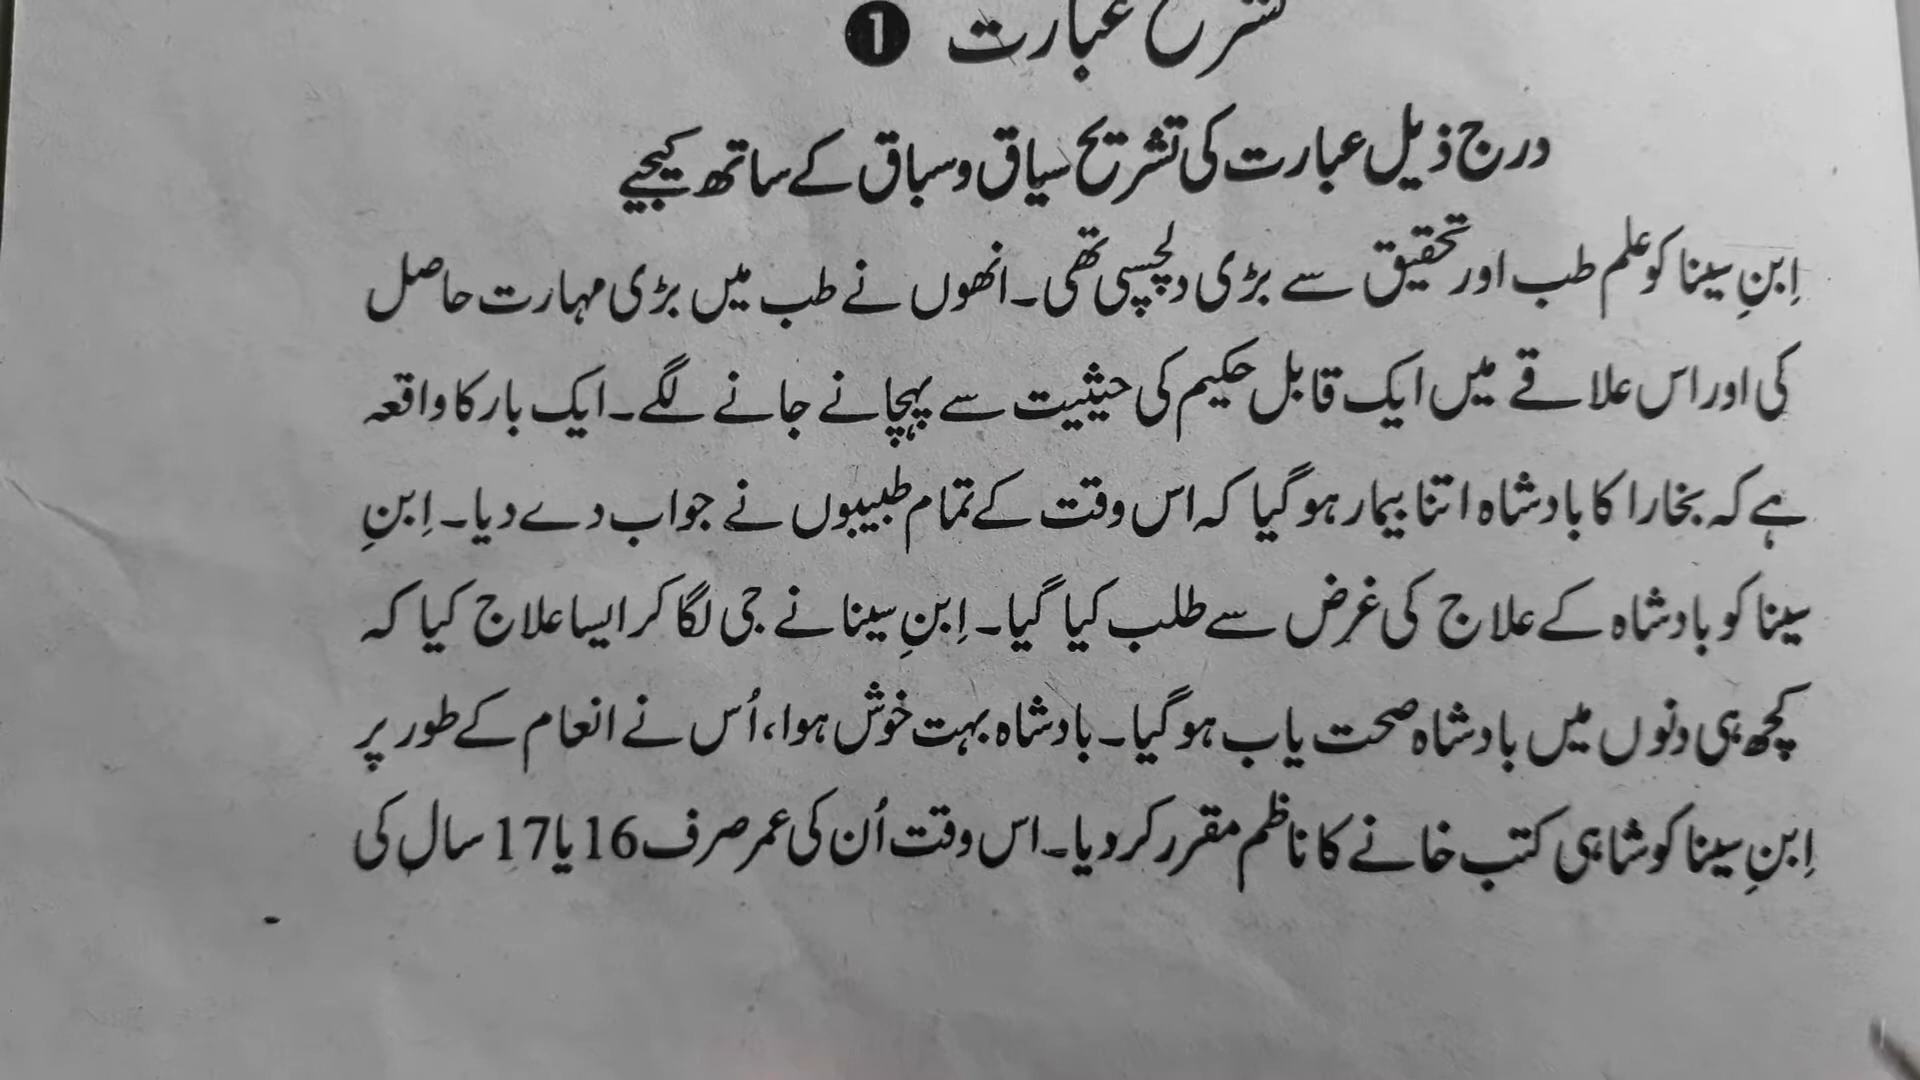 تشریح عبارت 1
درج ذیل عبارت کی تشریح سیاق و سباق کے ساتھ کیجیے
اِبنِ سینا کو علم طب اور تحقیق سے بڑی دلچسپی تھی۔ انھوں نے طب میں بڑی مہارت حاصل
کی اور اس علاقے میں ایک قابل حکیم کی حیثیت سے پہچانے جانے لگے۔ ایک بار کا واقعہ
ہے کہ بخارا کا بادشاہ اتنا بیمار ہو گیا کہ اس وقت کے تمام طبیبوں نے جواب دے دیا۔ اِبنِ
سینا کو بادشاہ کے علاج کی غرض سے طلب کیا گیا۔ اِبنِ سینا نے جی لگا کر ایسا علاج کیا کہ
کچھ ہی دنوں میں بادشاہ صحت یاب ہو گیا۔ بادشاہ بہت خوش ہوا، اُس نے انعام کے طور پر
اِبنِ سینا کو شاہی کتب خانے کا ناظم مقرر کر دیا۔ اس وقت اُن کی عمر صرف 16 یا 17 سال کی